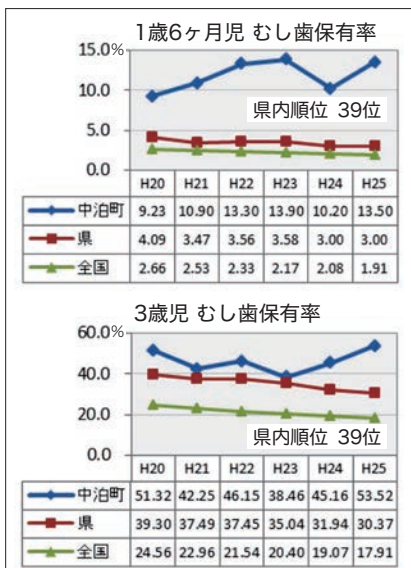 1歳6ヶ月児 むし歯保有率
15.0%
10.0
5.0
0.0
県内順位 39位
H20 H21 H22 H23 H24 H25
中泊町 9.23 10.90 13.30 13.90 10.20 13.50
県 4.09 3.47 3.56 3.58 3.00 3.00
全国 2.66 2.53 2.33 2.17 2.08 1.91
3歳児 むし歯保有率
60.0%
40.0
20.0
0.0
県内順位 39位
H20 H21 H22 H23 H24 H25
中泊町 51.32 42.25 46.15 38.46 45.16 53.52
県 39.30 37.49 37.45 35.04 31.94 30.37
全国 24.56 22.96 21.54 20.40 19.07 17.91